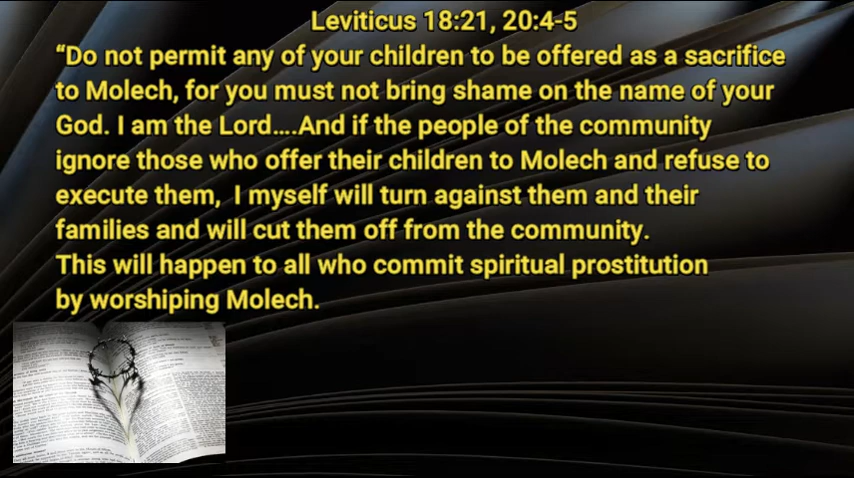 Leviticus 18:21, 20:4-5
“Do not permit any of your children to be offered as a sacrifice
to Molech, for you must not bring shame on the name of your
God. I am the Lord....And if the people of the community
ignore those who offer their children to Molech and refuse to
execute them,  I myself will turn against them and their
families and will cut them off from the community.
This will happen to all who commit spiritual prostitution
by worshiping Molech.